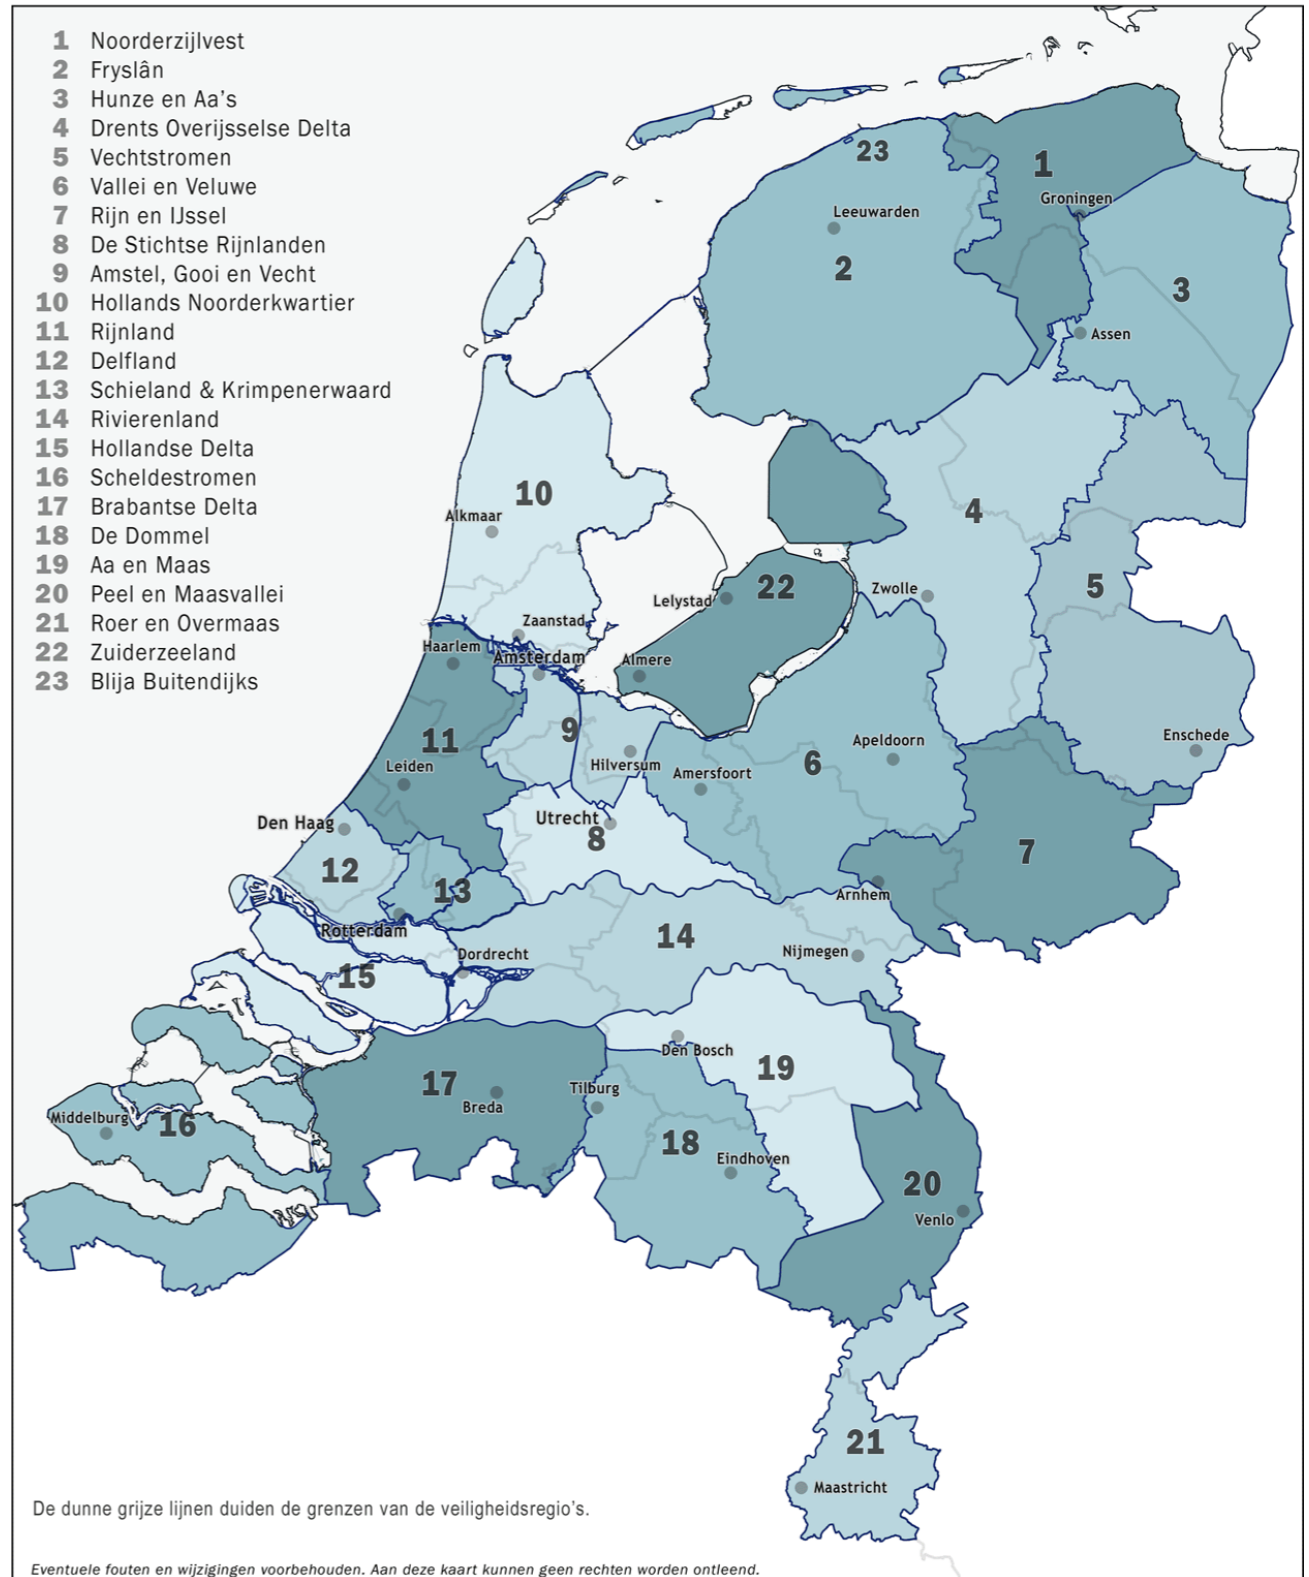 1 Noorderzijlvest
2 Fryslân
3 Hunze en Aa's
4 Drents Overijsselse Delta
5 Vechtstromen
6 Vallei en Veluwe
7 Rijn en IJssel
8 De Stichtse Rijnlanden
9 Amstel, Gooi en Vecht
10 Hollands Noorderkwartier
11 Rijnland
12 Delfland
13 Schieland & Krimpenerwaard
14 Rivierenland
15 Hollandse Delta
16 Scheldestromen
17 Brabantse Delta
18 De Dommel
19 Aa en Maas
20 Peel en Maasvallei
21 Roer en Overmaas
22 Zuiderzeeland
23 Blija Buitendijks
23
1
Groningen
Leeuwarden
2
3
Assen
10
Alkmaar
4
22
5
Zwolle
Lelystad
Zaanstad
Haarlem
Amsterdam
Almere
9
11
Enschede
Apeldoorn
6
Leiden
Hilversum
Amersfoort
Den Haag
Utrecht
8
7
12
13
Arnhem
Rotterdam
14
Dordrecht
Nijmegen
15
Den Bosch
19
17
Tilburg
Breda
Middelburg
16
18
Eindhoven
20
Venlo
21
Maastricht
De dunne grijze lijnen duiden de grenzen van de veiligheidsregio's.
Eventuele fouten en wijzigingen voorbehouden. Aan deze kaart kunnen geen rechten worden ontleend.